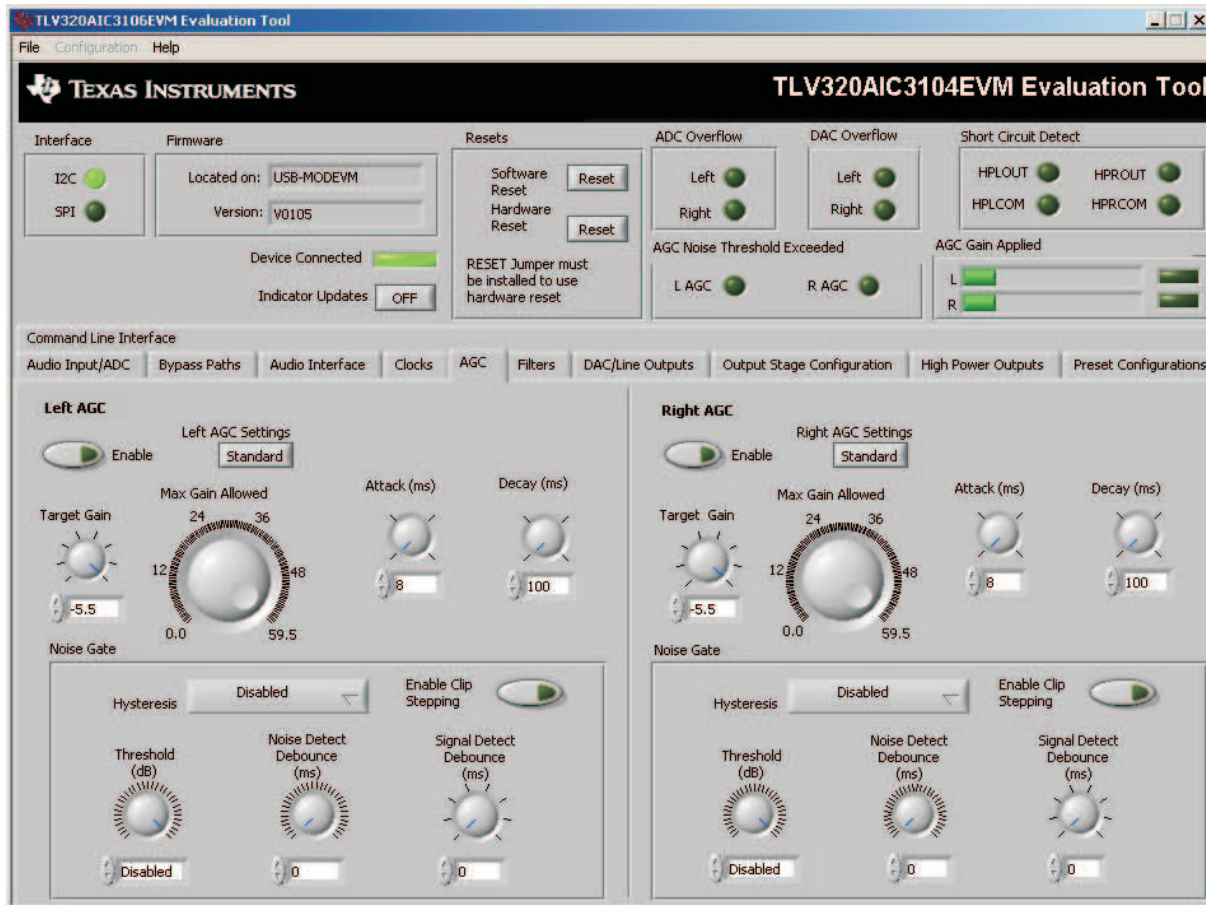 TLV320AIC3106EVM Evaluation Tool
File Configuration Help
TEXAS INSTRUMENTS
TLV320AIC3104EVM Evaluation Tool
Interface
I2C
SPI
Firmware
Located on: USB-MODEVM
Version: V0105
Device Connected
Indicator Updates OFF
Resets
Software Reset Reset
Hardware Reset Reset
RESET Jumper must
be installed to use
hardware reset
ADC Overflow
Left
Right
DAC Overflow
Left
Right
Short Circuit Detect
HPLOUT HPROUT
HPLCOM HPRCOM
AGC Noise Threshold Exceeded
L AGC R AGC
AGC Gain Applied
L
R
Command Line Interface
Audio Input/ADC Bypass Paths Audio Interface Clocks AGC Filters DAC/Line Outputs Output Stage Configuration High Power Outputs Preset Configurations
Left AGC
Enable
Left AGC Settings
Standard
Target Gain
-5.5
Max Gain Allowed
24 36
12 48
0.0 59.5
Attack (ms)
8
Decay (ms)
100
Noise Gate
Hysteresis Disabled
Enable Clip
Stepping
Threshold
(dB)
Disabled
Noise Detect
Debounce
(ms)
0
Signal Detect
Debounce
(ms)
0
Right AGC
Enable
Right AGC Settings
Standard
Target Gain
-5.5
Max Gain Allowed
24 36
12 48
0.0 59.5
Attack (ms)
8
Decay (ms)
100
Noise Gate
Hysteresis Disabled
Enable Clip
Stepping
Threshold
(dB)
Disabled
Noise Detect
Debounce
(ms)
0
Signal Detect
Debounce
(ms)
0